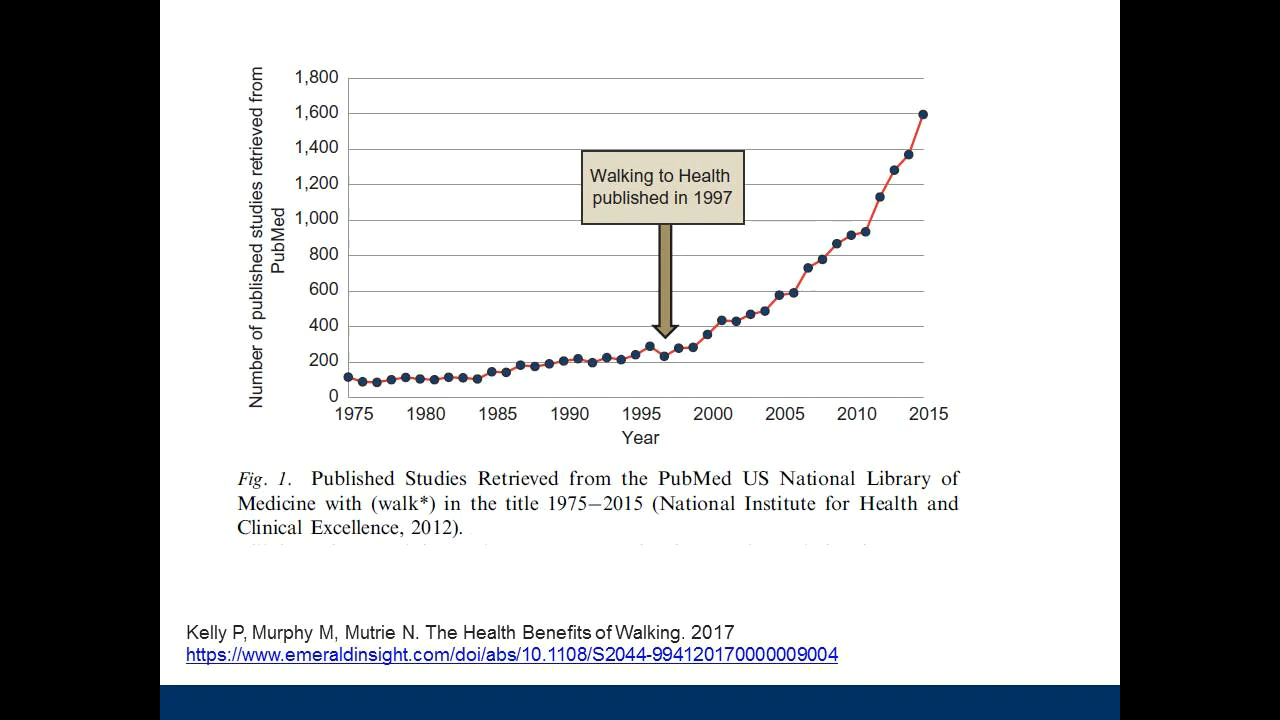 Number of published studies retrieved from
PubMed
1,800
1,600
1,400
1,200
1,000
800
600
400
200
0
Walking to Health
published in 1997
1975 1980 1985 1990 1995 2000 2005 2010 2015
Year
Fig. 1. Published Studies Retrieved from the PubMed US National Library of
Medicine with (walk*) in the title 1975−2015 (National Institute for Health and
Clinical Excellence, 2012).
Kelly P, Murphy M, Mutrie N. The Health Benefits of Walking. 2017
https://www.emeraldinsight.com/doi/abs/10.1108/S2044-994120170000009004